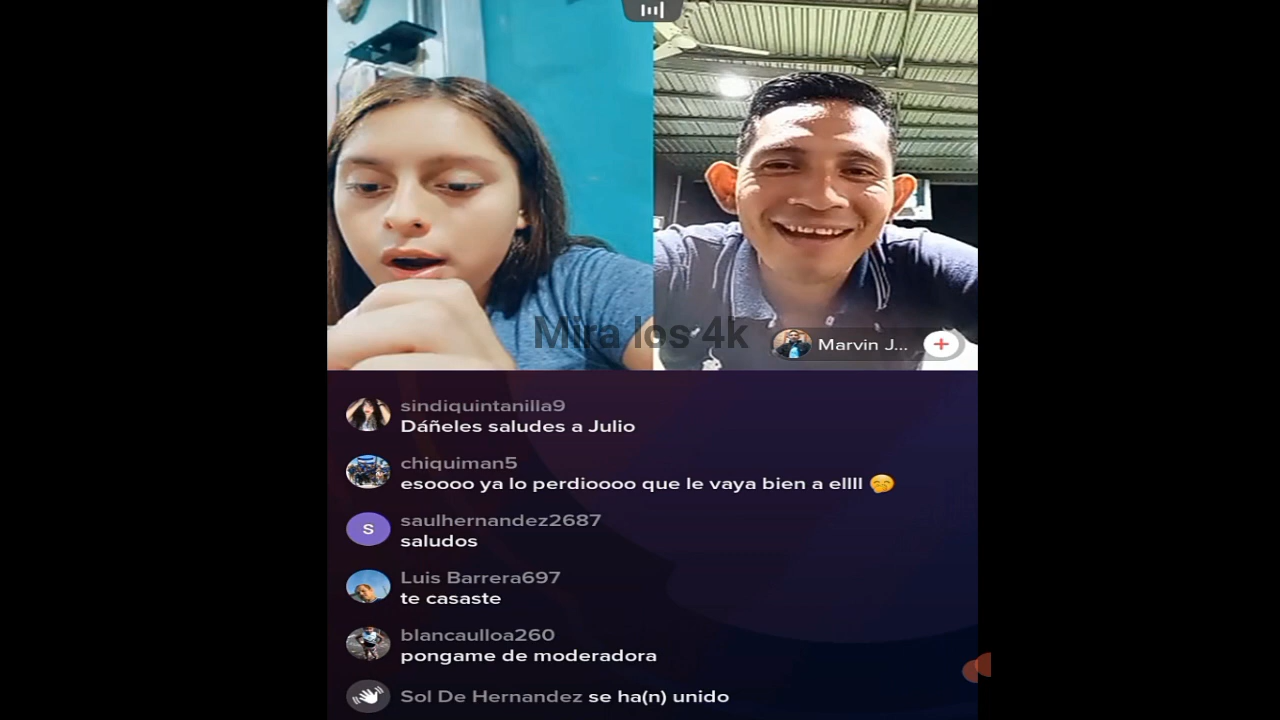 Mira los 4k
Marvin J...
sindiquintanilla9
Dáñeles saludes a Julio
chiquiman5
esoooo ya lo perdioooo que le vaya bien a ellll 🤭
saulhernandez2687
S
saludos
Luis Barrera697
te casaste
blancaulloa260
pongame de moderadora
Sol De Hernandez se ha(n) unido